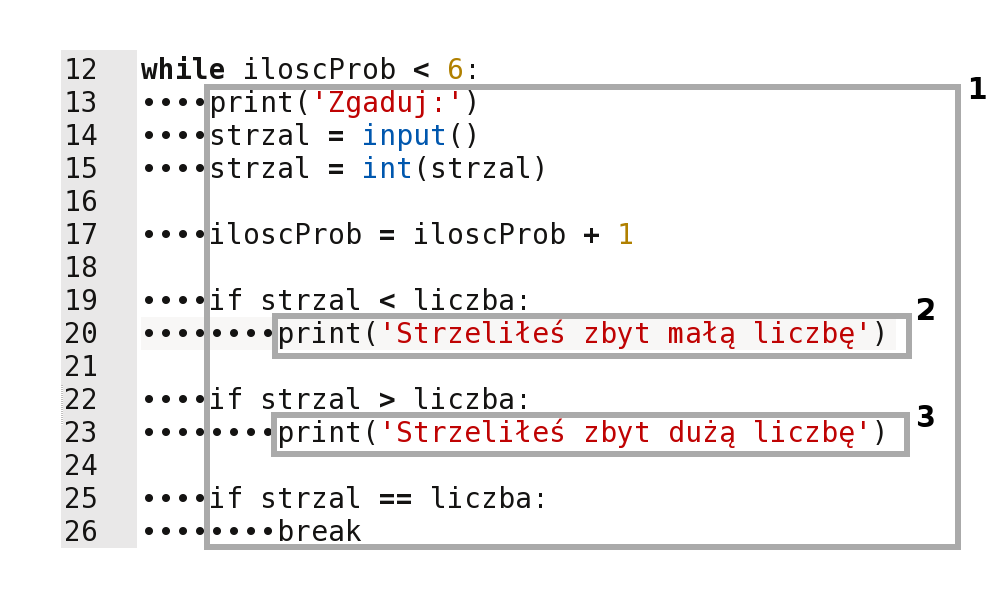 12 while iloscProb < 6:
13 ••••print('Zgaduj:')
14 ••••strzal = input()
15 ••••strzal = int(strzal)
16
17 ••••iloscProb = iloscProb + 1
18
19 ••••if strzal < liczba:
20 ••••••••print('Strzeliłeś zbyt małą liczbę')
21
22 ••••if strzal > liczba:
23 ••••••••print('Strzeliłeś zbyt dużą liczbę')
24
25 ••••if strzal == liczba:
26 ••••••••break
1
2
3